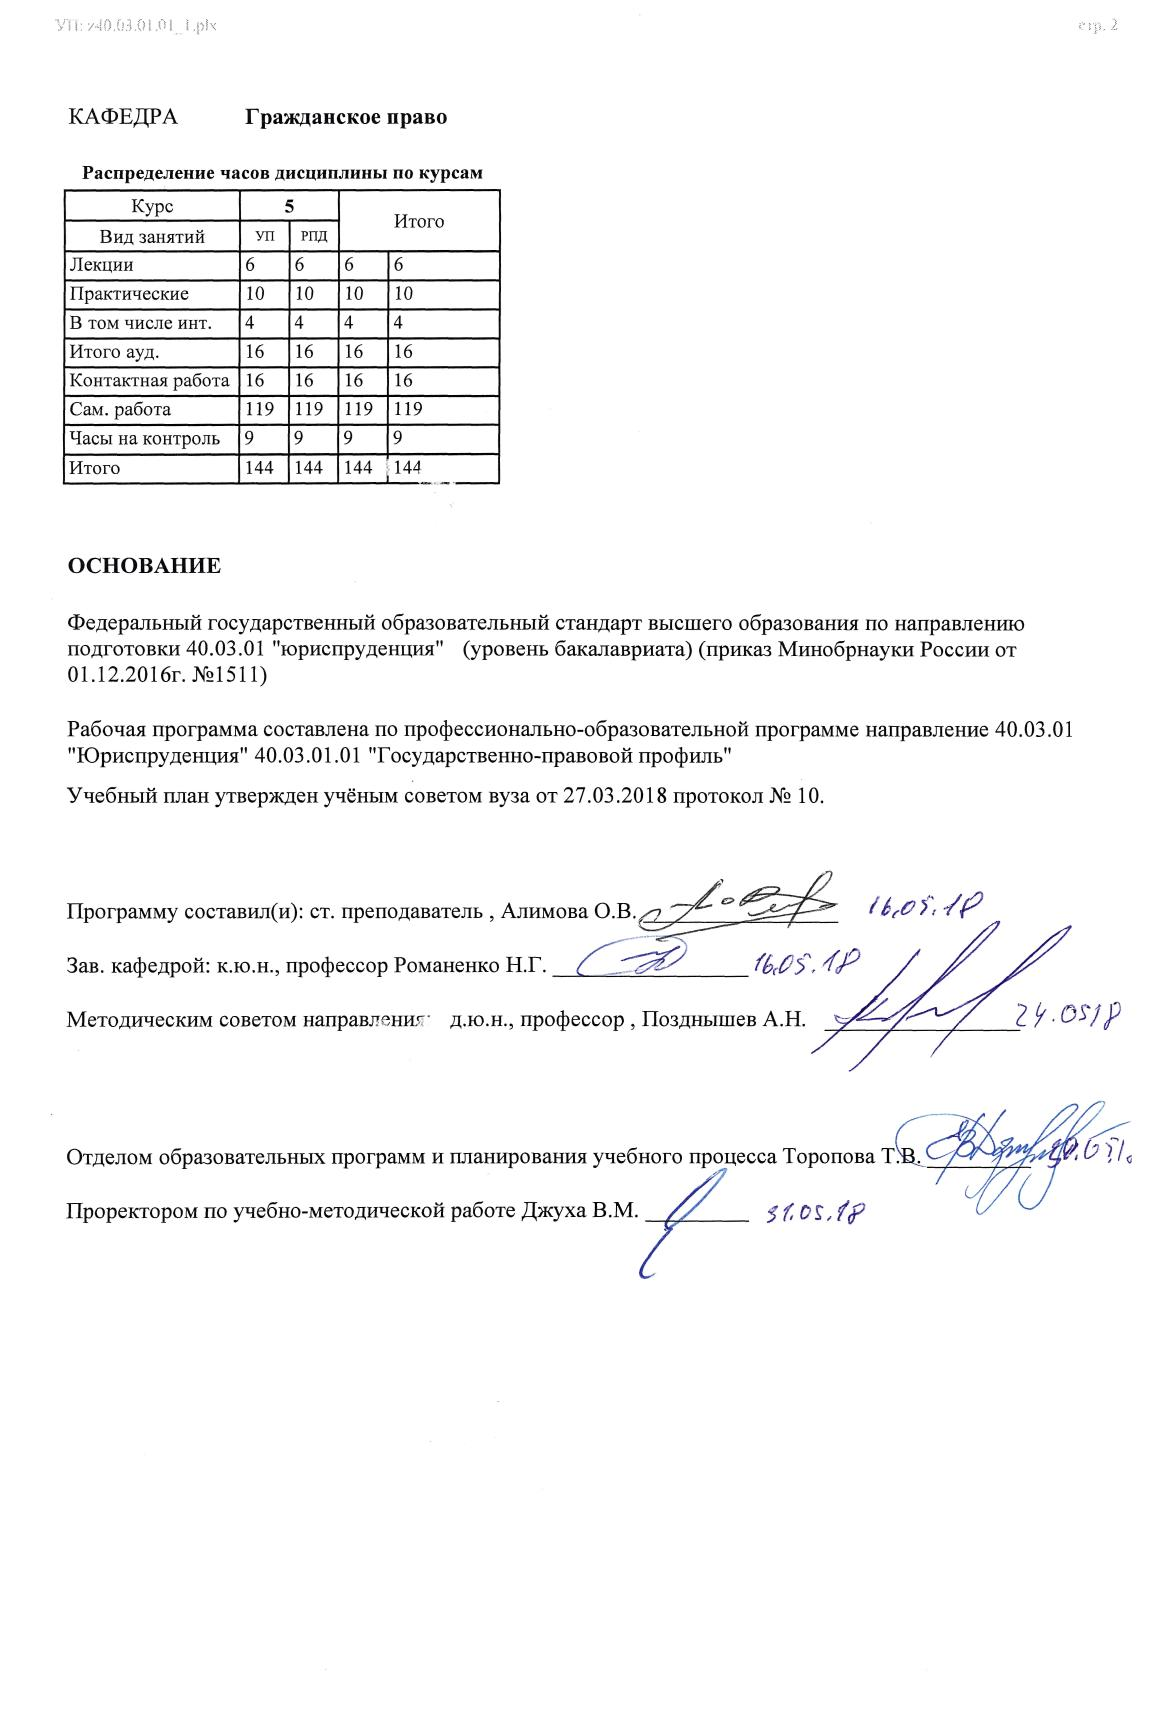 УП: z40.03.01.01_1.plx стр. 2
КАФЕДРА Гражданское право
Распределение часов дисциплины по курсам
Курс 5 Итого
Вид занятий УП РПД
Лекции 6 6 6 6
Практические 10 10 10 10
В том числе инт. 4 4 4 4
Итого ауд. 16 16 16 16
Контактная работа 16 16 16 16
Сам. работа 119 119 119 119
Часы на контроль 9 9 9 9
Итого 144 144 144 144
ОСНОВАНИЕ
Федеральный государственный образовательный стандарт высшего образования по направлению
подготовки 40.03.01 "юриспруденция" (уровень бакалавриата) (приказ Минобрнауки России от
01.12.2016г. №1511)
Рабочая программа составлена по профессионально-образовательной программе направление 40.03.01
"Юриспруденция" 40.03.01.01 "Государственно-правовой профиль"
Учебный план утвержден учёным советом вуза от 27.03.2018 протокол № 10.
Программу составил(и): ст. преподаватель , Алимова О.В. 16.05.18
Зав. кафедрой: к.ю.н., профессор Романенко Н.Г. 16.05.18
Методическим советом направления: д.ю.н., профессор , Позднышев А.Н. 24.0518
Отделом образовательных программ и планирования учебного процесса Торопова Т.В.
Проректором по учебно-методической работе Джуха В.М. 31.05.18